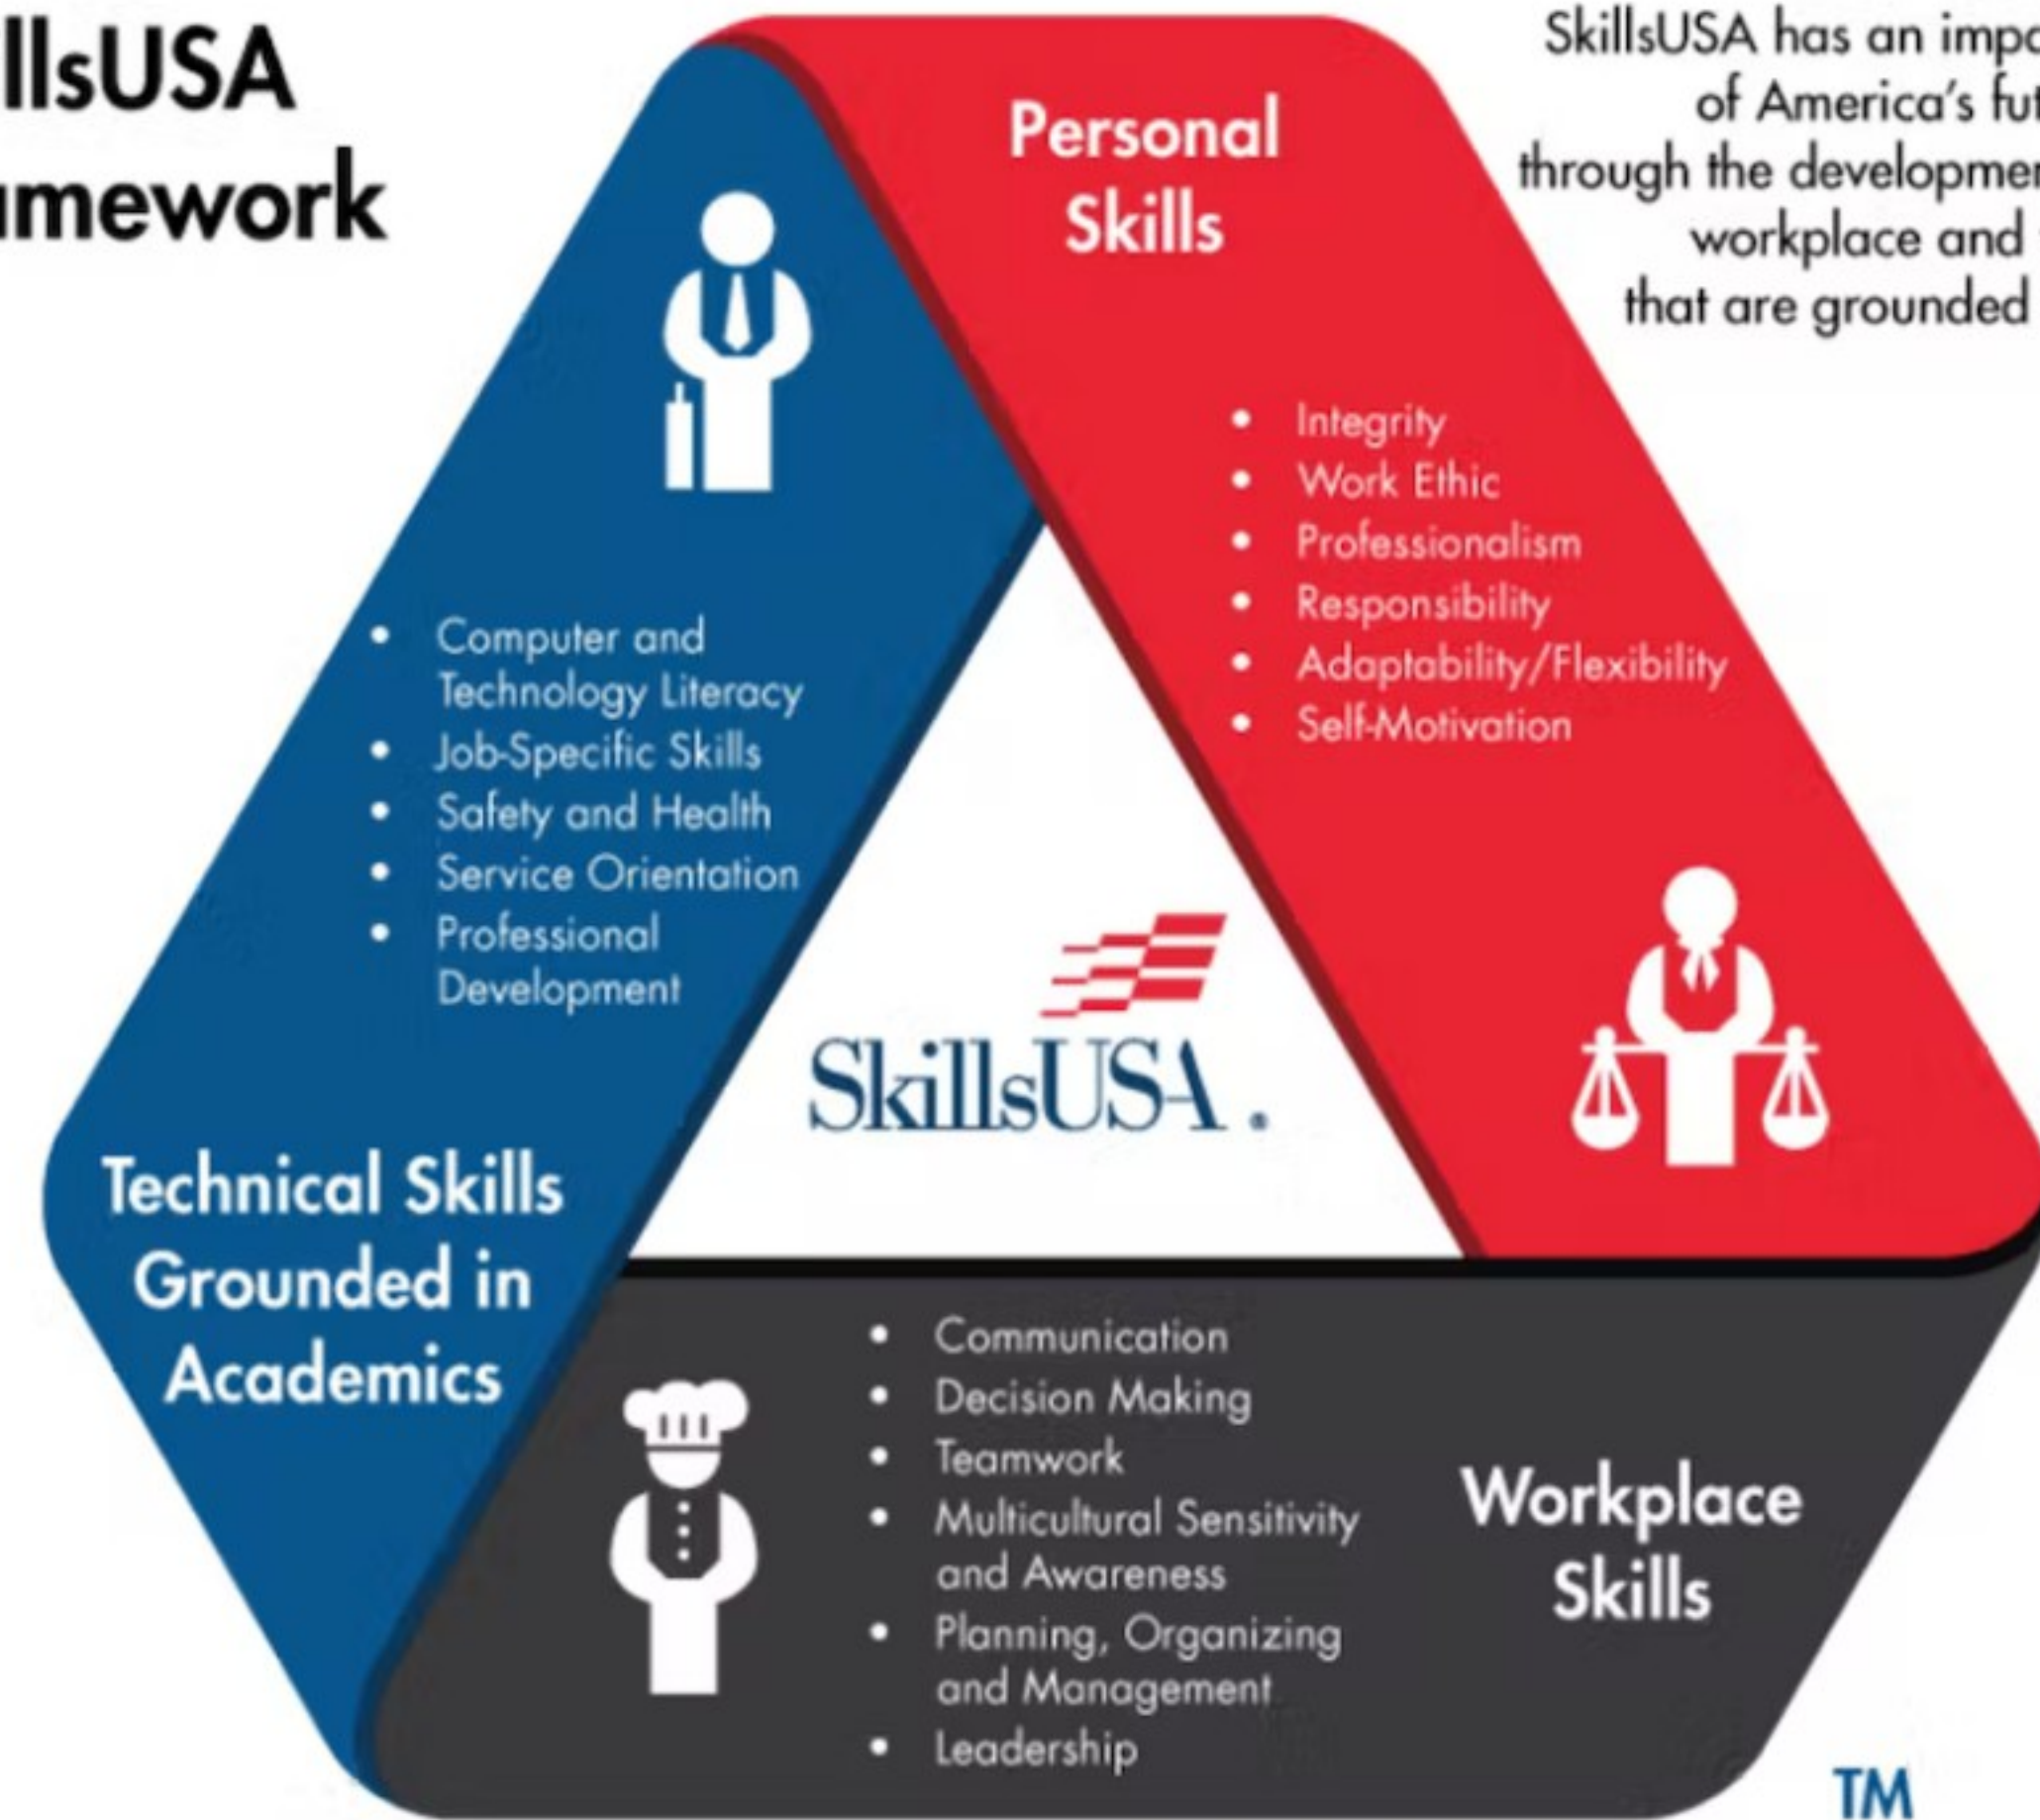 llsUSA
mework
SkillsUSA has an
of America's
through the
workplace and
that are grounded
Personal
Skills
• Integrity
• Work Ethic
• Professionalism
• Responsibility
• Adaptability/Flexibility
• Self-Motivation
• Computer and
Technology Literacy
• Job-Specific Skills
• Safety and Health
• Service Orientation
• Professional
Development
Technical Skills
Grounded in
Academics
SkillsUSA®
• Communication
• Decision Making
• Teamwork
• Multicultural Sensitivity
and Awareness
• Planning, Organizing
and Management
• Leadership
Workplace
Skills
TM